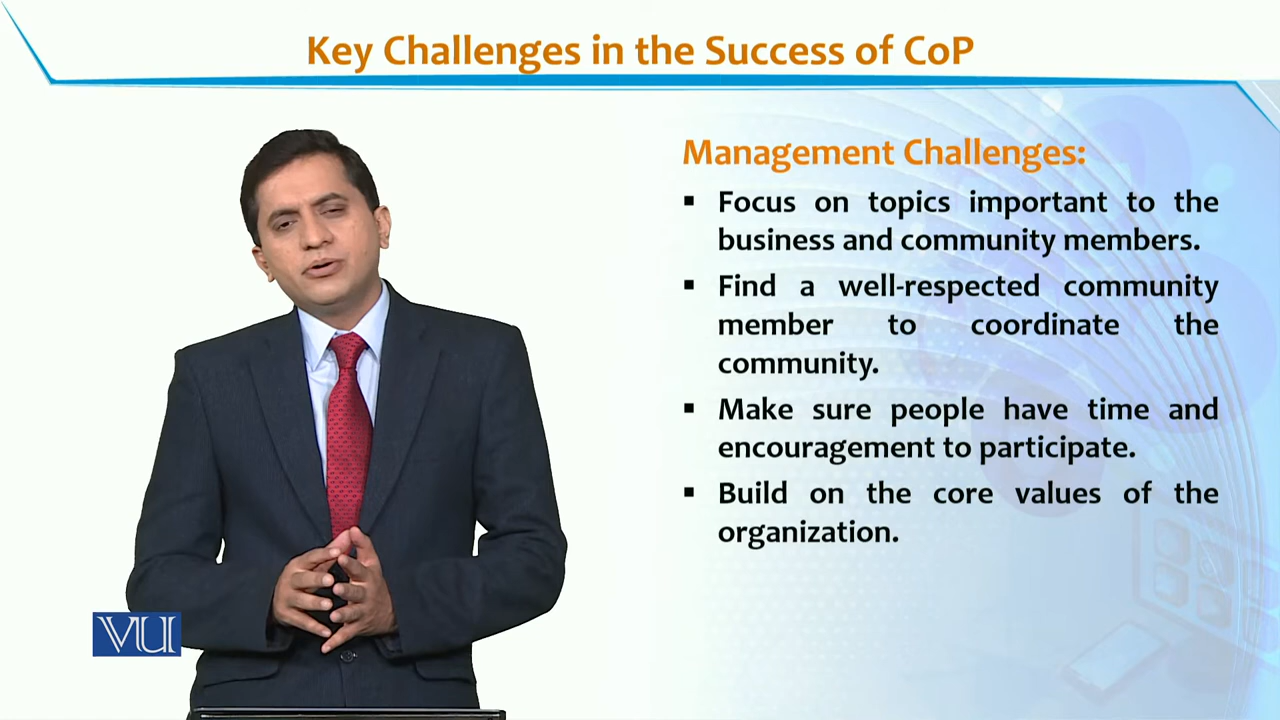 Key Challenges in the Success of CoP
Management Challenges:
▪ Focus on topics important to the
business and community members.
▪ Find a well-respected community
member to coordinate the
community.
▪ Make sure people have time and
encouragement to participate.
▪ Build on the core values of the
organization.
VU